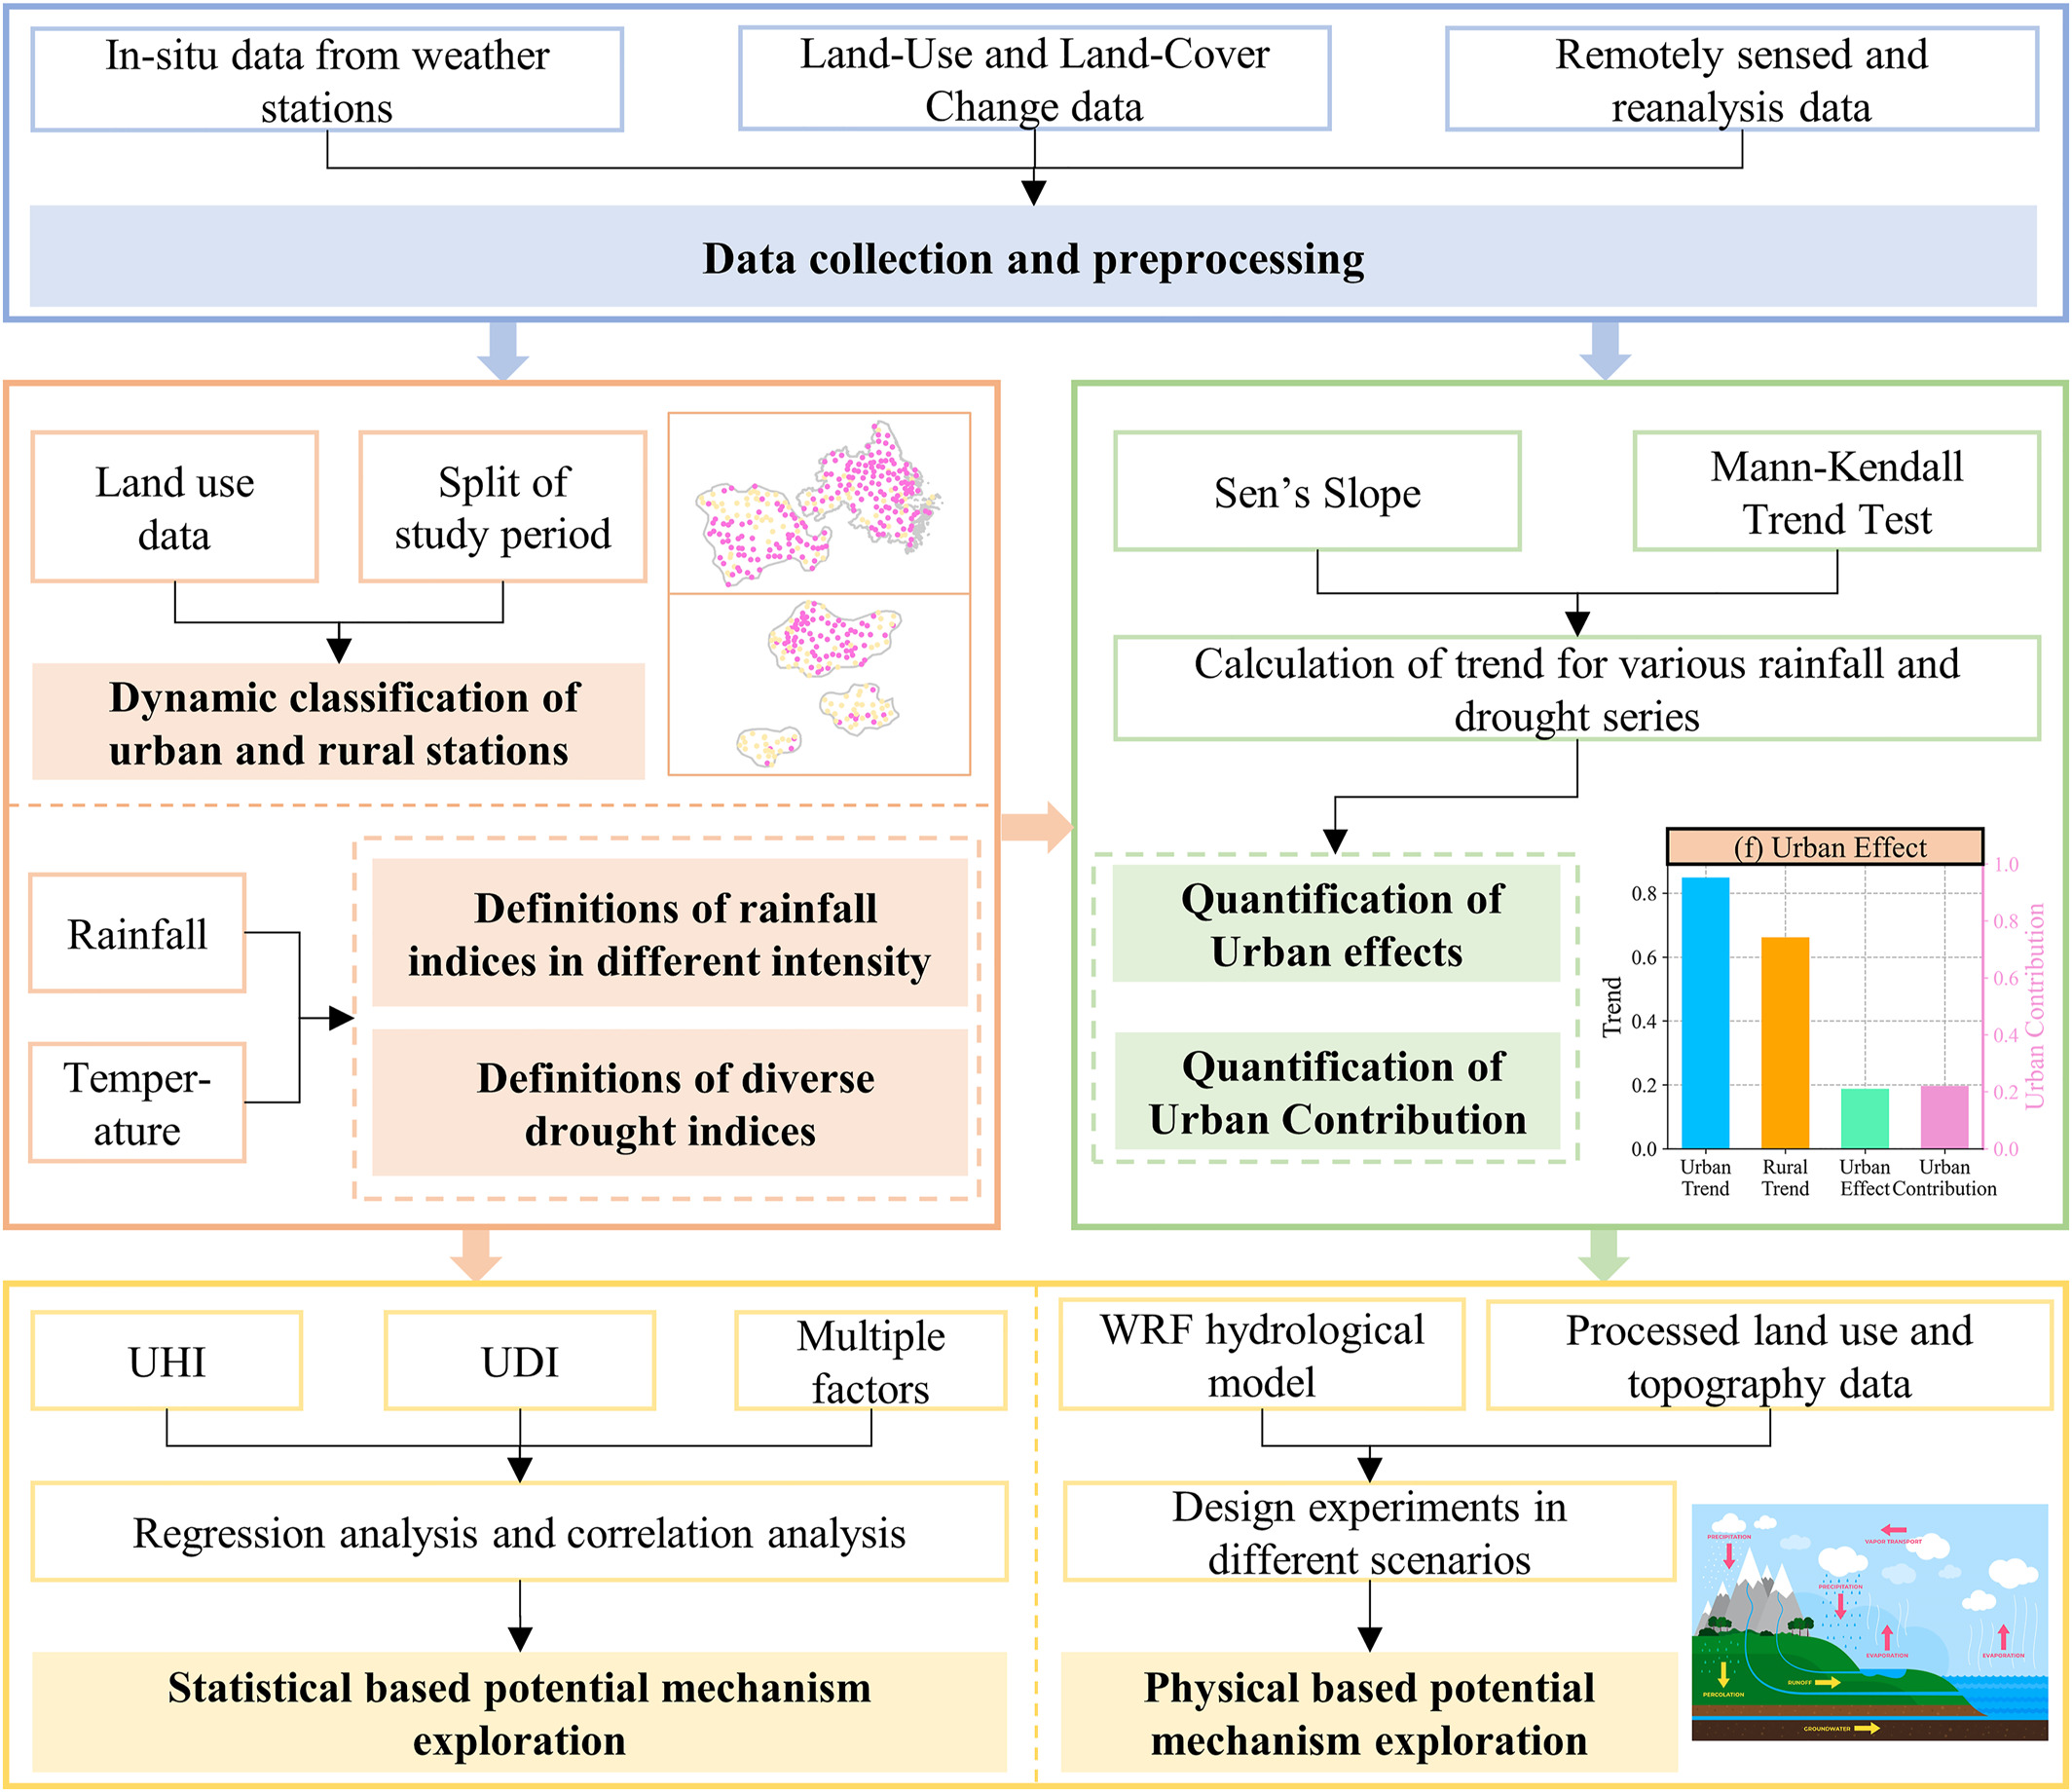 In-situ data from weather
stations
Land-Use and Land-Cover
Change data
Remotely sensed and
reanalysis data
Data collection and preprocessing
Land use
data
Split of
study period
Dynamic classification of
urban and rural stations
Rainfall
Temper-
ature
Definitions of rainfall
indices in different intensity
Definitions of diverse
drought indices
Sen’s Slope
Mann-Kendall
Trend Test
Calculation of trend for various rainfall and
drought series
Quantification of
Urban effects
Quantification of
Urban Contribution
(f) Urban Effect
Trend
0.8
0.6
0.4
0.2
0.0
1.0
0.8
0.6
0.4
0.2
0.0
Urban Contribution
Urban
Trend
Rural
Trend
Urban
Effect
Urban
Contribution
UHI
UDI
Multiple
factors
Regression analysis and correlation analysis
Statistical based potential mechanism
exploration
WRF hydrological
model
Processed land use and
topography data
Design experiments in
different scenarios
Physical based potential
mechanism exploration
PRECIPITATION
VAPOR TRANSPORT
PRECIPITATION
EVAPORATION
EVAPORATION
RUNOFF
PERCOLATION
GROUNDWATER